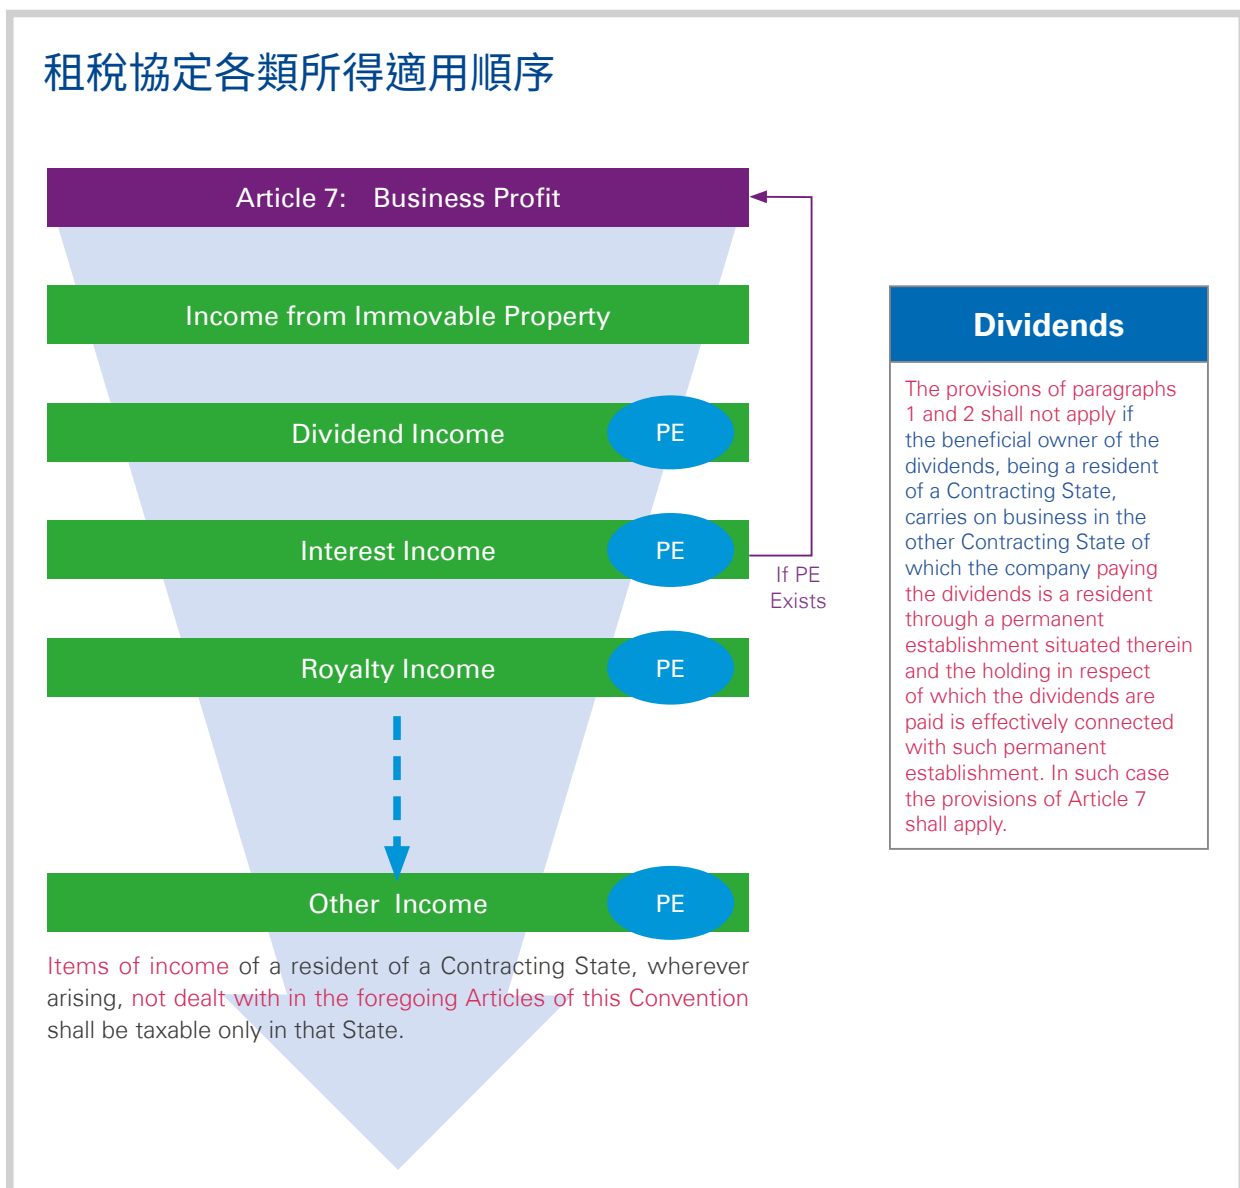 租稅協定各類所得適用順序
Article 7: Business Profit
Income from Immovable Property
Dividend Income
PE
Interest Income
PE
If PE
Exists
Royalty Income
PE
Other Income
PE
Items of income of a resident of a Contracting State, wherever
arising, not dealt with in the foregoing Articles of this Convention
shall be taxable only in that State.
Dividends
The provisions of paragraphs
1 and 2 shall not apply if
the beneficial owner of the
dividends, being a resident
of a Contracting State,
carries on business in the
other Contracting State of
which the company paying
the dividends is a resident
through a permanent
establishment situated therein
and the holding in respect
of which the dividends are
paid is effectively connected
with such permanent
establishment. In such case
the provisions of Article 7
shall apply.